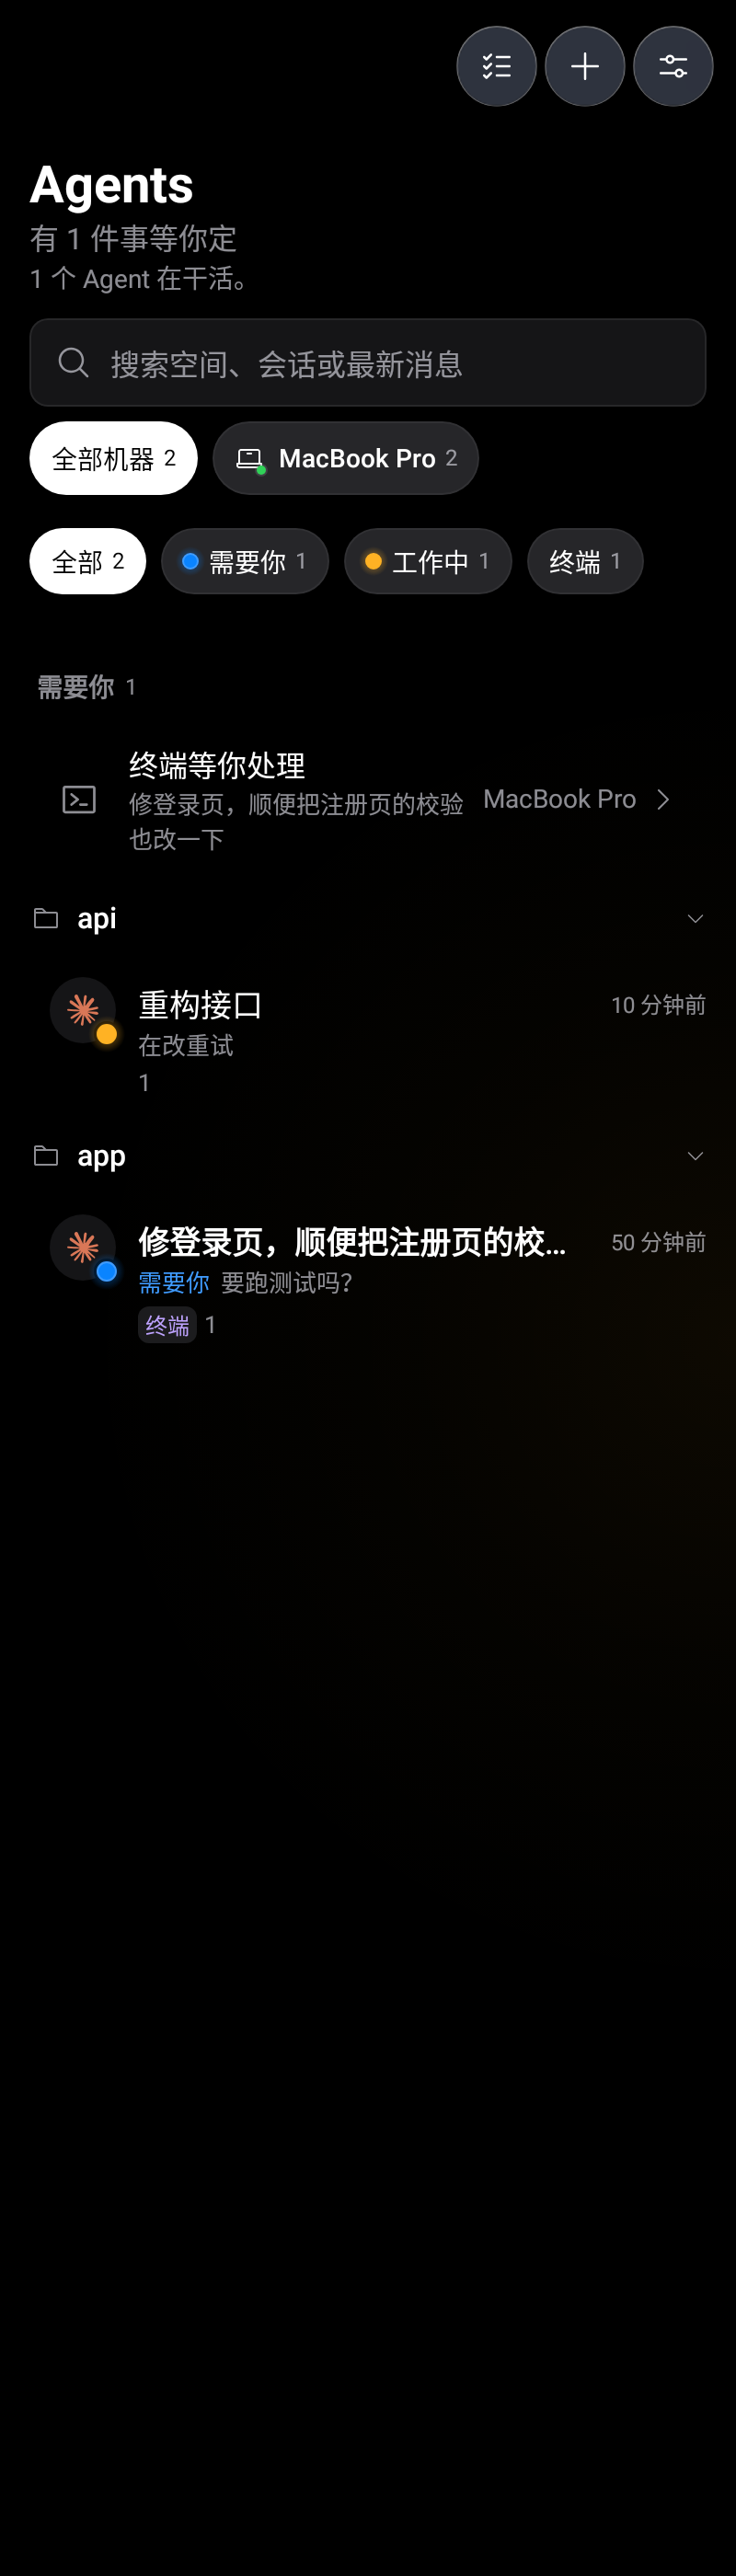 Agents
有 1 件事等你定
1 个 Agent 在干活。
搜索空间、会话或最新消息
全部机器 2
MacBook Pro 2
全部 2
需要你 1
工作中 1
终端 1
需要你 1
终端等你处理
修登录页，顺便把注册页的校验
也改一下
MacBook Pro
api
重构接口
10 分钟前
在改重试
1
app
修登录页，顺便把注册页的校...
50 分钟前
需要你 要跑测试吗？
终端 1